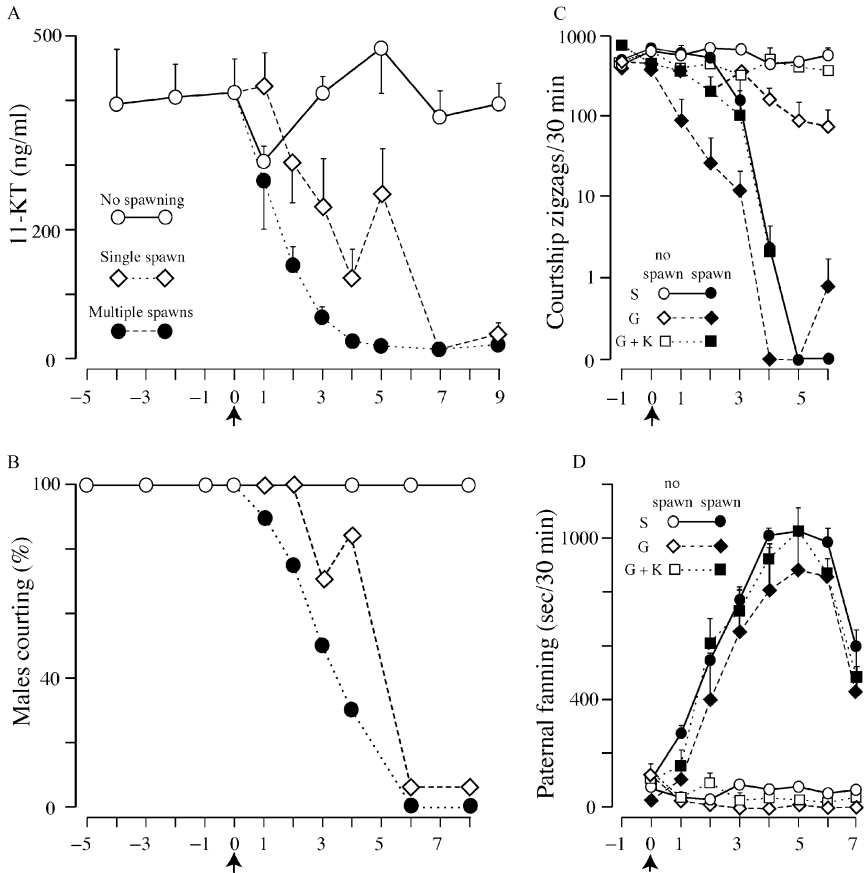 A
500
200
0
11-KT (ng/ml)
No spawning
Single spawn
Multiple spawns
−5 −3 −1 0 1 3 5 7 9
B
100
40
0
Males courting (%)
−5 −3 −1 0 1 3 5 7
C
1000
100
10
1
0
Courtship zigzags/30 min
no
spawn spawn
S
G
G + K
−1 0 1 3 5
D
1000
400
0
Paternal fanning (sec/30 min)
no
spawn spawn
S
G
G + K
−1 0 1 3 5 7